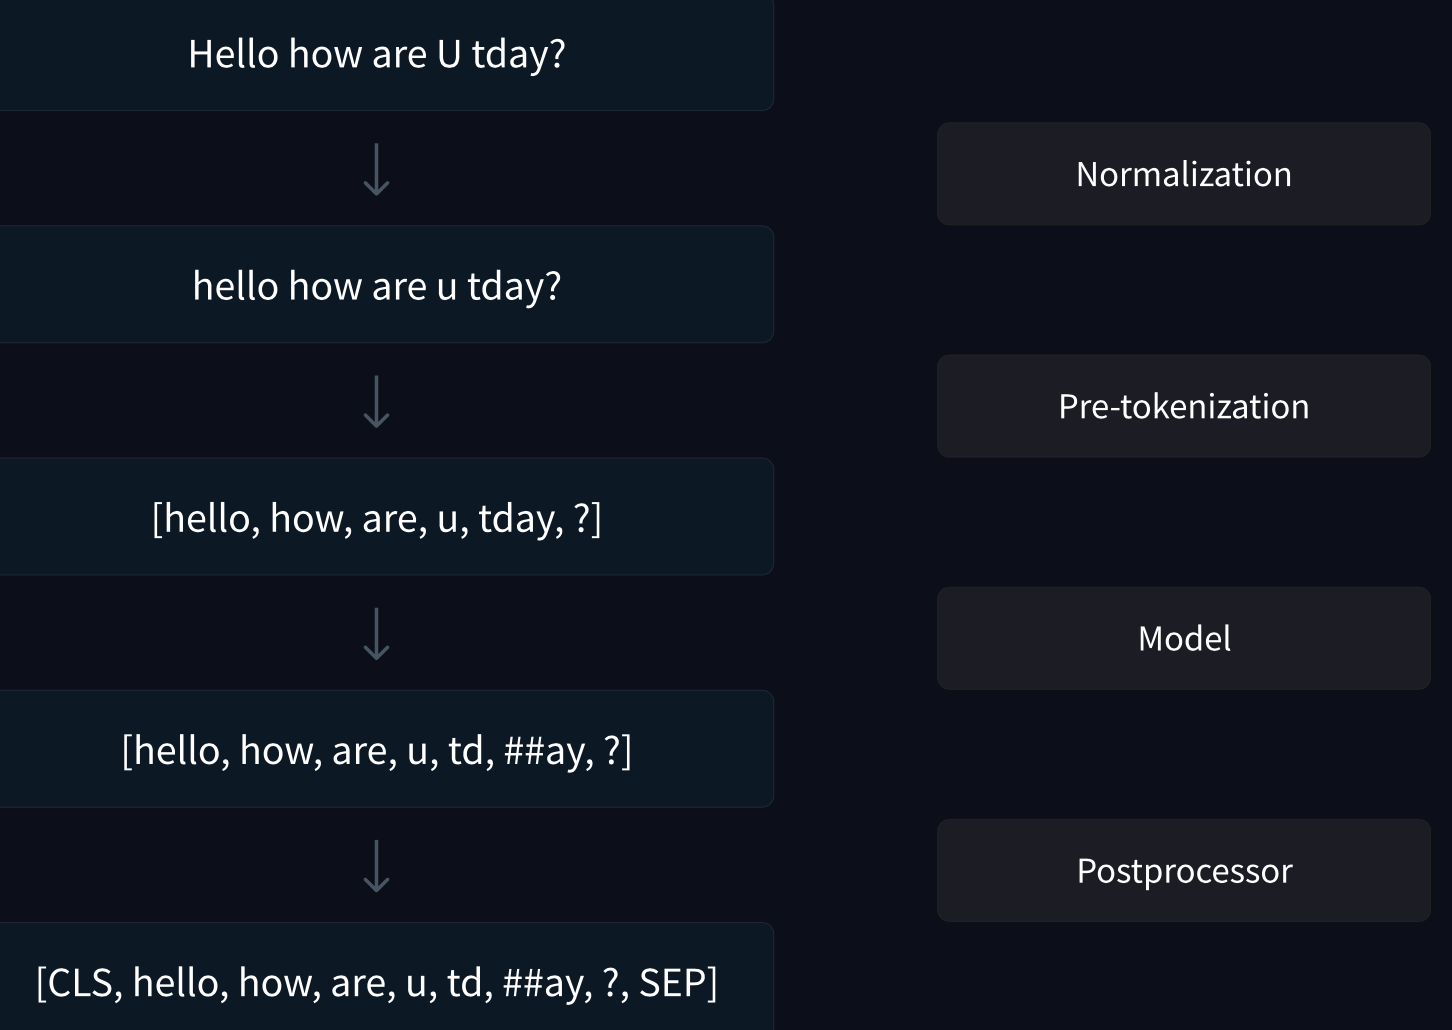 Hello how are U tday?
Normalization
hello how are u tday?
Pre-tokenization
[hello, how, are, u, tday, ?]
Model
[hello, how, are, u, td, ##ay, ?]
Postprocessor
[CLS, hello, how, are, u, td, ##ay, ?, SEP]